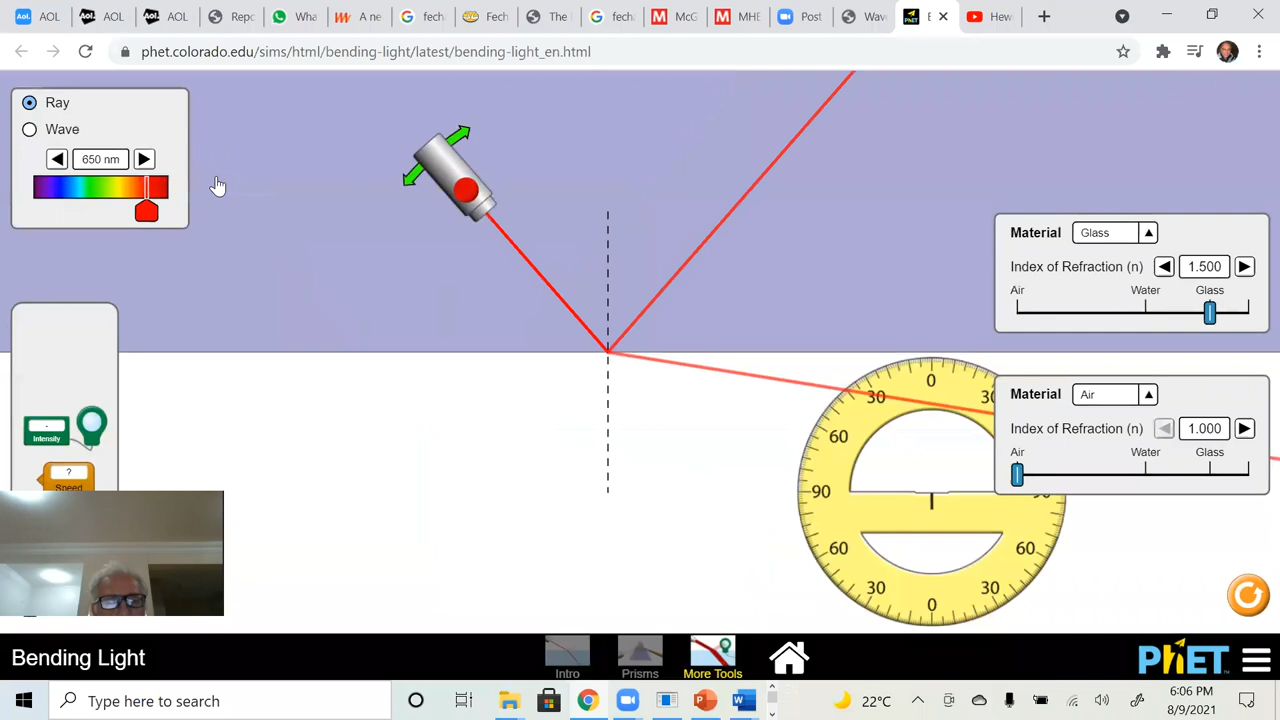 AOL
AOL
AOL
Repo
Wha
A ne
fech
Fech
The
fech
McG
MHE
Post
Wav
B
Hew
phet.colorado.edu/sims/html/bending-light/latest/bending-light_en.html
Ray
Wave
650 nm
Material Glass
Index of Refraction (n) 1.500
Air Water Glass
Material Air
Index of Refraction (n) 1.000
Air Water Glass
-
Intensity
?
Speed
0
30 30
60
90 90
60 60
30 30
0
Bending Light
Intro
Prisms
More Tools
PhET
Type here to search
22°C
6:06 PM
8/9/2021